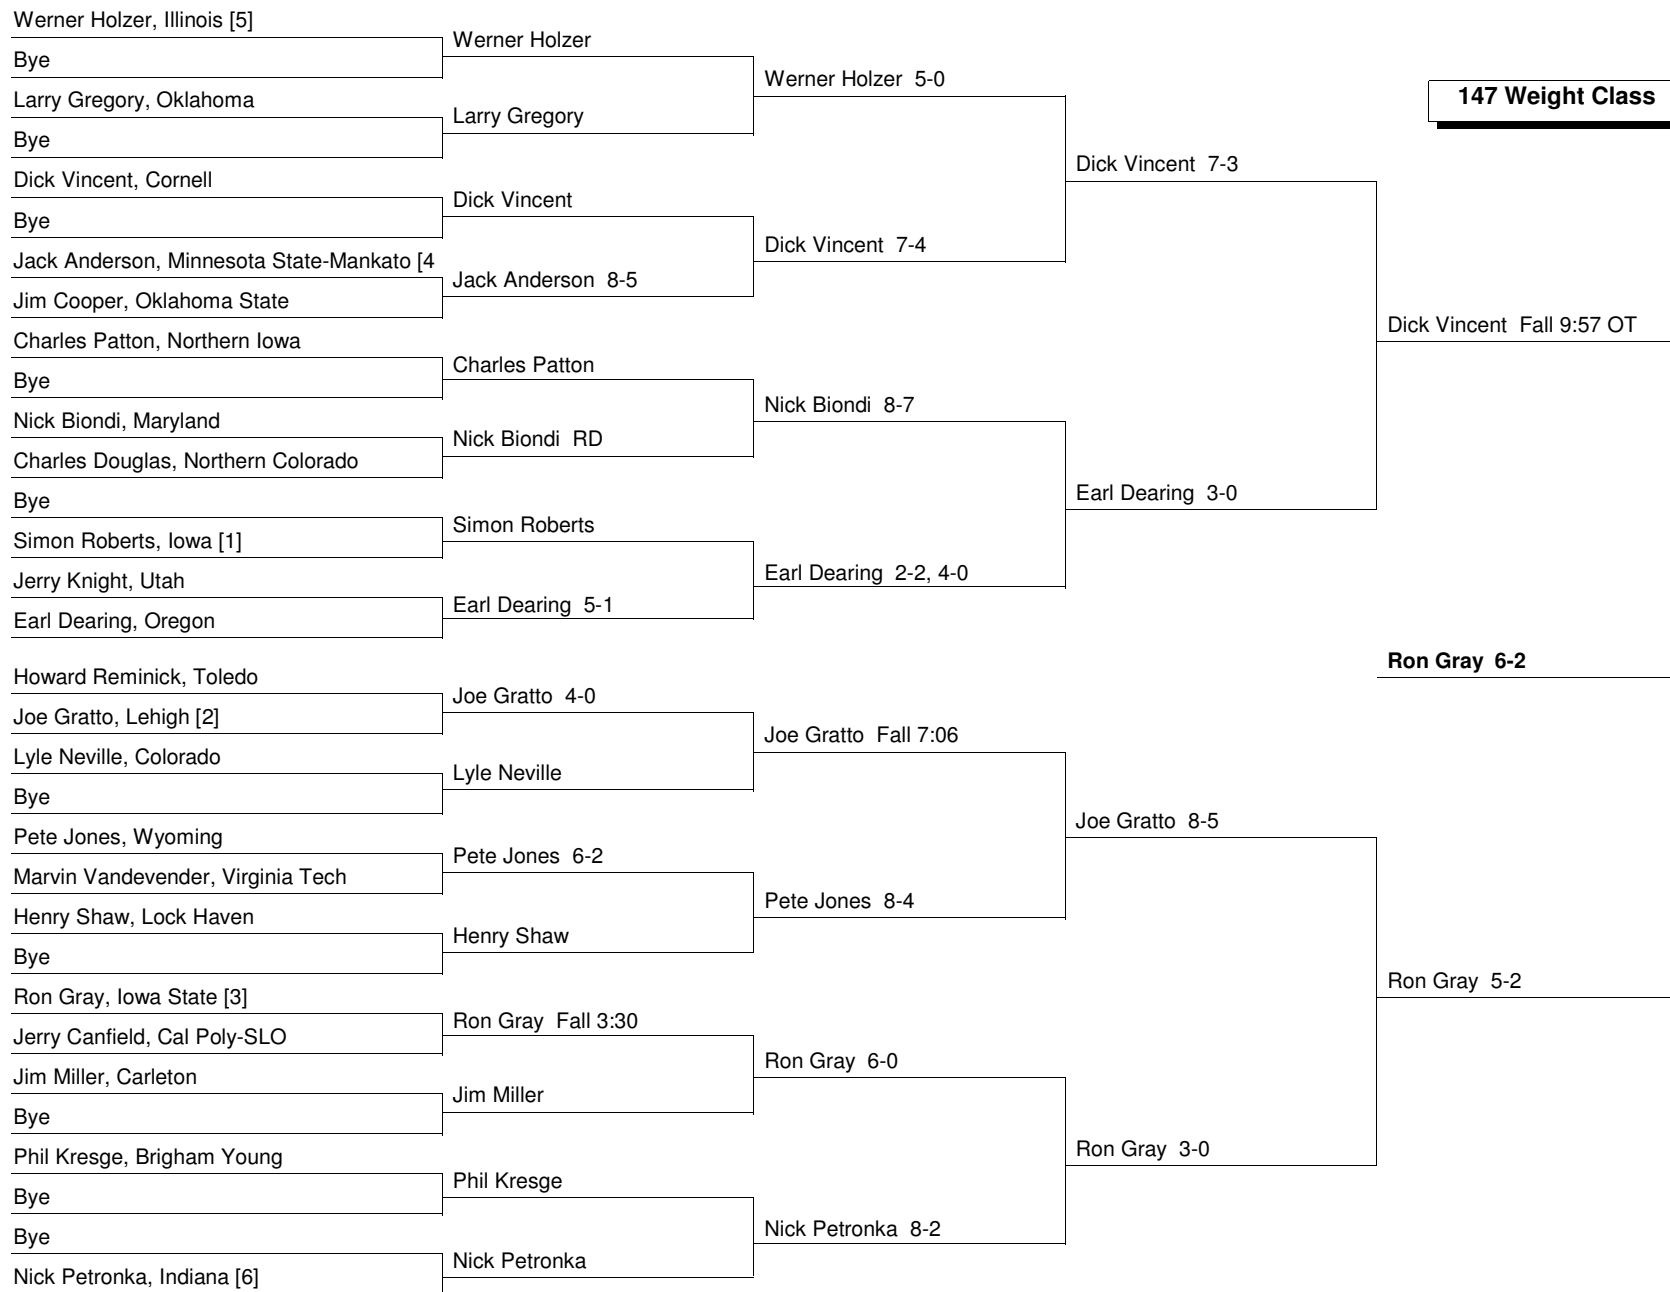 Werner Holzer, Illinois [5]
Bye
Larry Gregory, Oklahoma
Bye
Dick Vincent, Cornell
Bye
Jack Anderson, Minnesota State-Mankato [4
Jim Cooper, Oklahoma State
Charles Patton, Northern Iowa
Bye
Nick Biondi, Maryland
Charles Douglas, Northern Colorado
Bye
Simon Roberts, Iowa [1]
Jerry Knight, Utah
Earl Dearing, Oregon
Howard Reminick, Toledo
Joe Gratto, Lehigh [2]
Lyle Neville, Colorado
Bye
Pete Jones, Wyoming
Marvin Vandevender, Virginia Tech
Henry Shaw, Lock Haven
Bye
Ron Gray, Iowa State [3]
Jerry Canfield, Cal Poly-SLO
Jim Miller, Carleton
Bye
Phil Kresge, Brigham Young
Bye
Bye
Nick Petronka, Indiana [6]
Werner Holzer
Larry Gregory
Dick Vincent
Jack Anderson 8-5
Charles Patton
Nick Biondi RD
Simon Roberts
Earl Dearing 5-1
Joe Gratto 4-0
Lyle Neville
Pete Jones 6-2
Henry Shaw
Ron Gray Fall 3:30
Jim Miller
Phil Kresge
Nick Petronka
Werner Holzer 5-0
Dick Vincent 7-4
Nick Biondi 8-7
Earl Dearing 2-2, 4-0
Joe Gratto Fall 7:06
Pete Jones 8-4
Ron Gray 6-0
Nick Petronka 8-2
Dick Vincent 7-3
Earl Dearing 3-0
Joe Gratto 8-5
Ron Gray 3-0
147 Weight Class
Dick Vincent Fall 9:57 OT
Ron Gray 6-2
Ron Gray 5-2